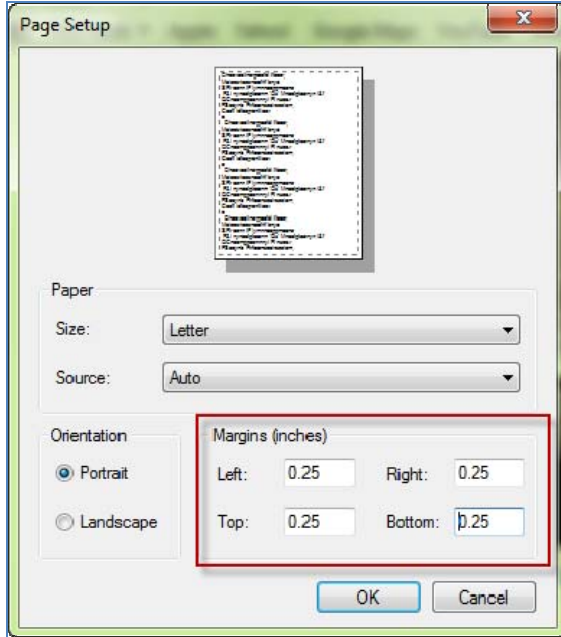 Page Setup
Paper
Size: Letter
Source: Auto
Orientation
Portrait
Landscape
Margins (inches)
Left: 0.25 Right: 0.25
Top: 0.25 Bottom: 0.25
OK Cancel